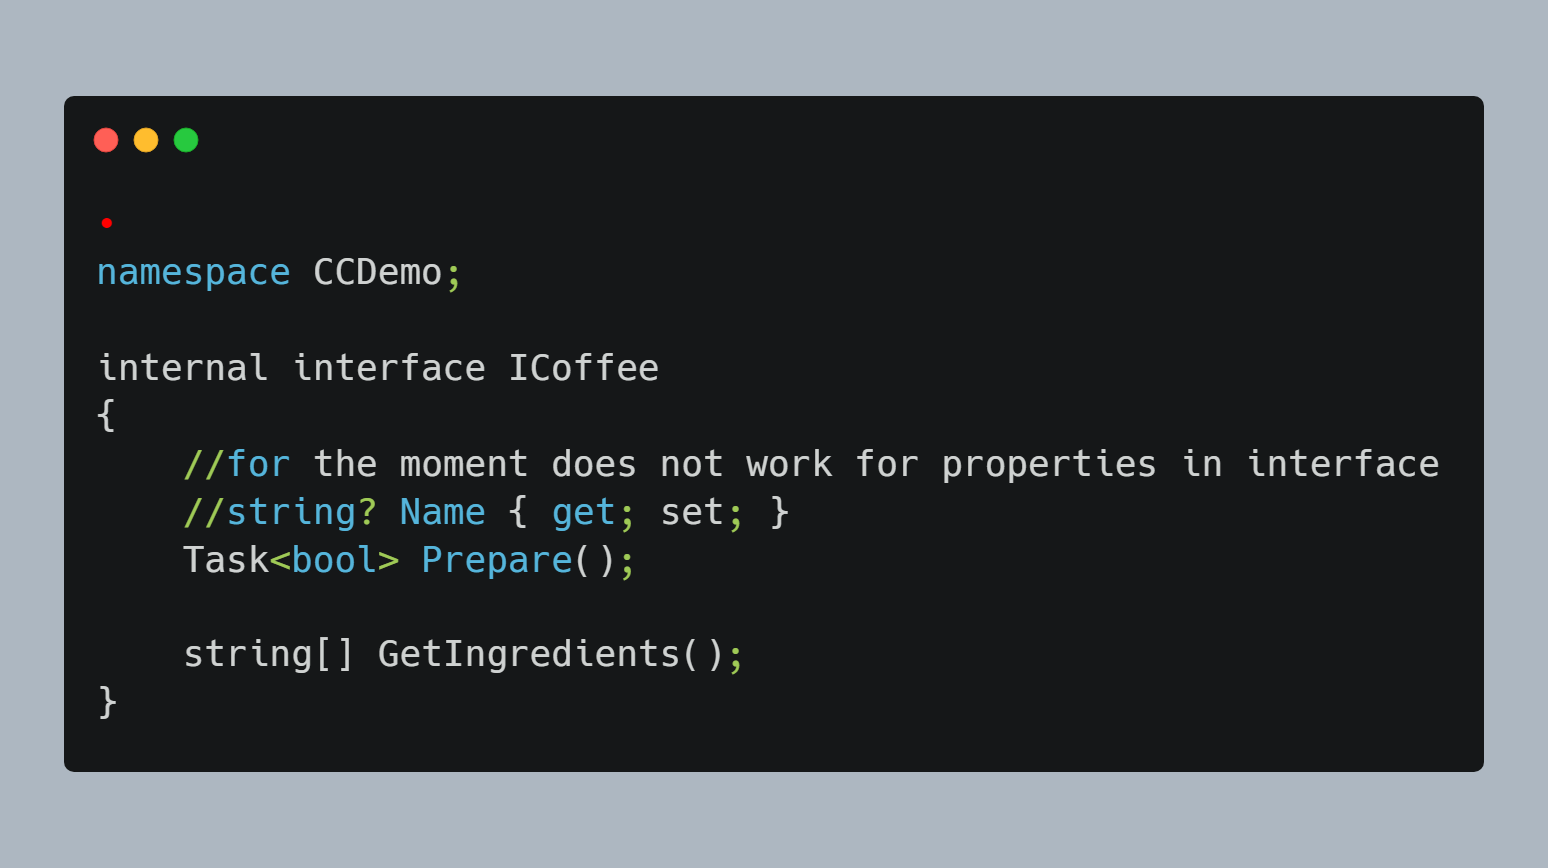 namespace CCDemo;
internal interface ICoffee
{
    //for the moment does not work for properties in interface
    //string? Name { get; set; }
    Task<bool> Prepare();
    string[] GetIngredients();
}